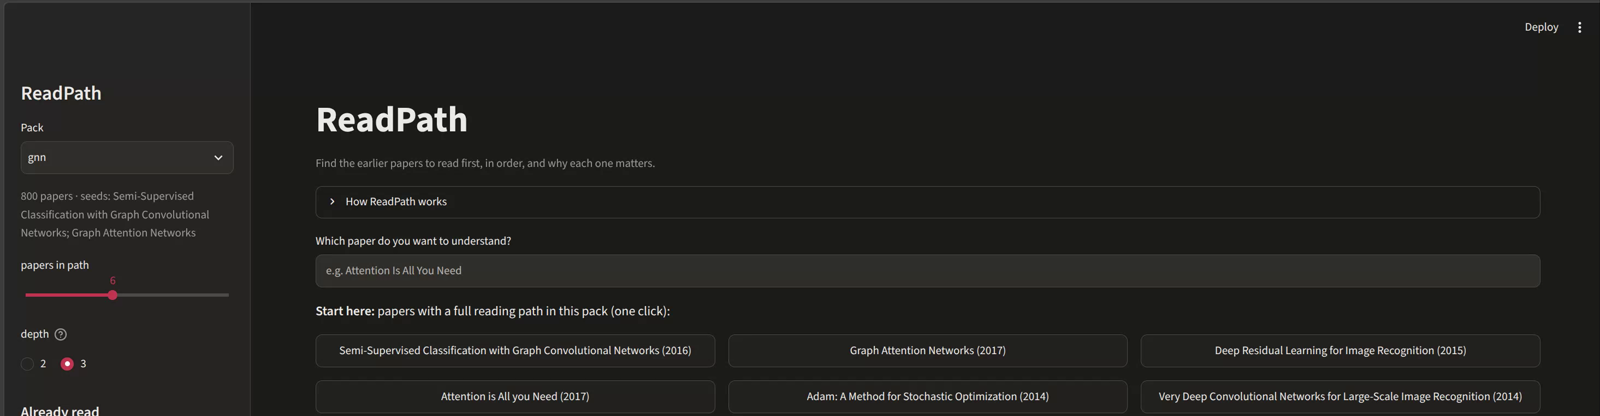 Deploy
ReadPath
Pack
gnn
800 papers · seeds: Semi-Supervised
Classification with Graph Convolutional
Networks; Graph Attention Networks
papers in path
6
depth
2
3
Already read
ReadPath
Find the earlier papers to read first, in order, and why each one matters.
How ReadPath works
Which paper do you want to understand?
e.g. Attention Is All You Need
Start here: papers with a full reading path in this pack (one click):
Semi-Supervised Classification with Graph Convolutional Networks (2016)
Graph Attention Networks (2017)
Deep Residual Learning for Image Recognition (2015)
Attention is All you Need (2017)
Adam: A Method for Stochastic Optimization (2014)
Very Deep Convolutional Networks for Large-Scale Image Recognition (2014)